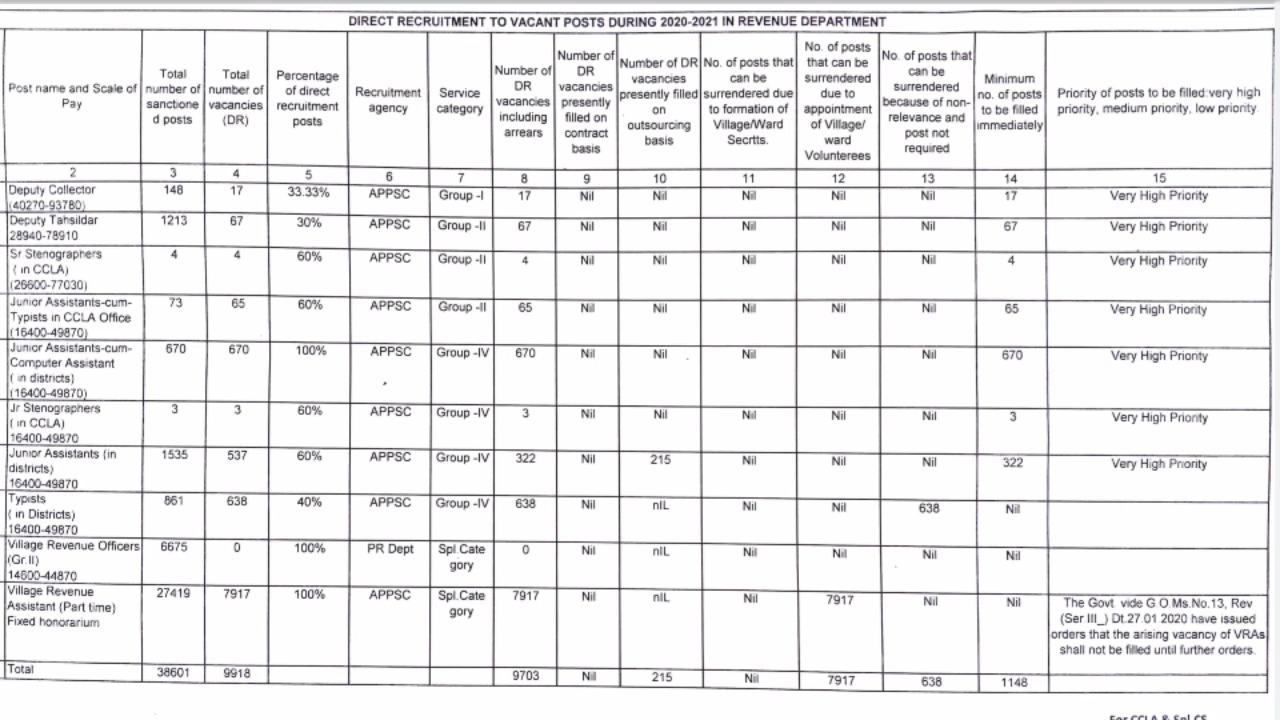 DIRECT RECRUITMENT TO VACANT POSTS DURING 2020-2021 IN REVENUE DEPARTMENT
Post name and Scale of Pay | Total number of sanctione d posts | Total number of vacancies (DR) | Percentage of direct recruitment posts | Recruitment agency | Service category | Number of DR vacancies including arrears | Number of DR vacancies presently filled on contract basis | Number of DR vacancies presently filled on outsourcing basis | No. of posts that can be surrendered due to formation of Village/Ward Secrtts. | No. of posts that can be surrendered due to appointment of Village/ ward Volunterees | No. of posts that can be surrendered because of non-relevance and post not required | Minimum no. of posts to be filled immediately | Priority of posts to be filled:very high priority, medium priority, low priority
2 | 3 | 4 | 5 | 6 | 7 | 8 | 9 | 10 | 11 | 12 | 13 | 14 | 15
Deputy Collector (40270-93780) | 148 | 17 | 33.33% | APPSC | Group -I | 17 | Nil | Nil | Nil | Nil | Nil | 17 | Very High Priority
Deputy Tahsildar 28940-78910 | 1213 | 67 | 30% | APPSC | Group -II | 67 | Nil | Nil | Nil | Nil | Nil | 67 | Very High Priority
Sr Stenographers ( in CCLA) (26600-77030) | 4 | 4 | 60% | APPSC | Group -II | 4 | Nil | Nil | Nil | Nil | Nil | 4 | Very High Priority
Junior Assistants-cum-Typists in CCLA Office (16400-49870) | 73 | 65 | 60% | APPSC | Group -II | 65 | Nil | Nil | Nil | Nil | Nil | 65 | Very High Priority
Junior Assistants-cum-Computer Assistant ( in districts) (16400-49870) | 670 | 670 | 100% | APPSC | Group -IV | 670 | Nil | Nil | Nil | Nil | Nil | 670 | Very High Priority
Jr Stenographers ( in CCLA) 16400-49870 | 3 | 3 | 60% | APPSC | Group -IV | 3 | Nil | Nil | Nil | Nil | Nil | 3 | Very High Priority
Junior Assistants (in districts) 16400-49870 | 1535 | 537 | 60% | APPSC | Group -IV | 322 | Nil | 215 | Nil | Nil | Nil | 322 | Very High Priority
Typists ( in Districts) 16400-49870 | 861 | 638 | 40% | APPSC | Group -IV | 638 | Nil | nIL | Nil | Nil | 638 | Nil
Village Revenue Officers (Gr.II) 14600-44870 | 6675 | 0 | 100% | PR Dept | Spl.Cate gory | 0 | Nil | nIL | Nil | Nil | Nil | Nil
Village Revenue Assistant (Part time) Fixed honorarium | 27419 | 7917 | 100% | APPSC | Spl.Cate gory | 7917 | Nil | nIL | Nil | 7917 | Nil | Nil | The Govt. vide G.O.Ms.No.13, Rev (Ser III_) Dt.27.01 2020 have issued orders that the arising vacancy of VRAs shall not be filled until further orders.
Total | 38601 | 9918 | 9703 | Nil | 215 | Nil | 7917 | 638 | 1148
For CCLA & Spl.CS